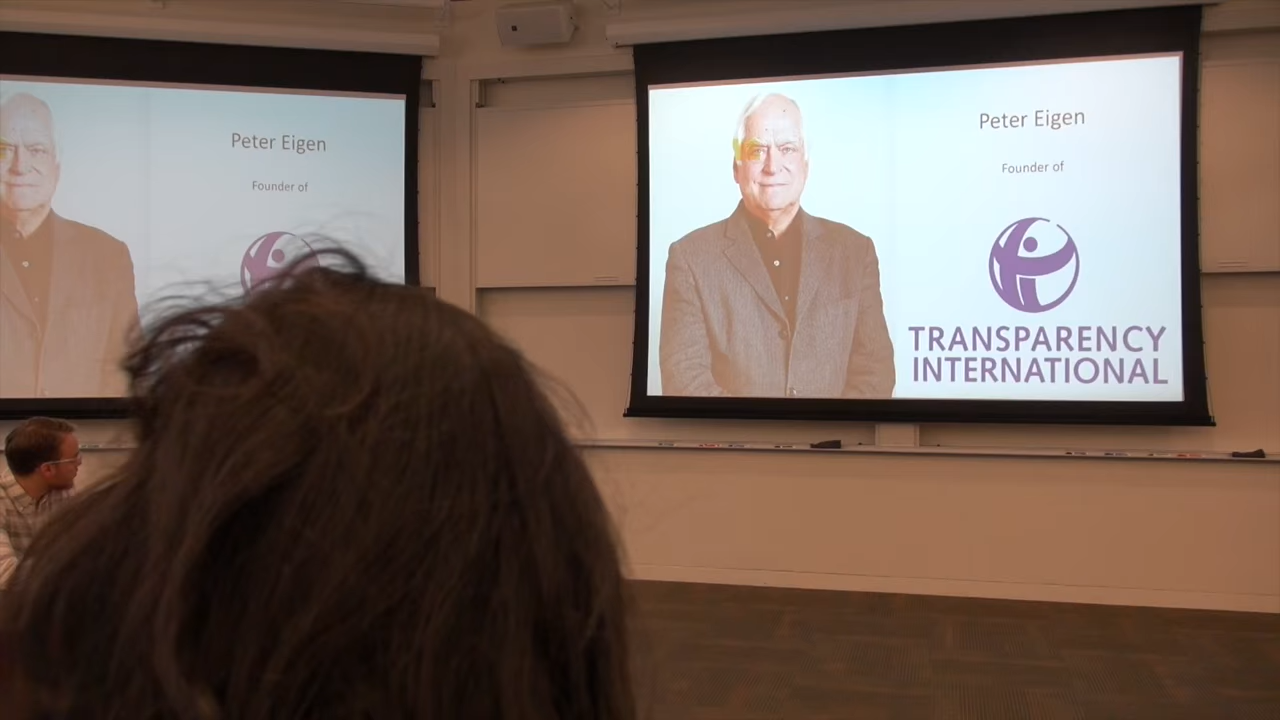 Peter Eigen
Founder of
Peter Eigen
Founder of
TRANSPARENCY
INTERNATIONAL